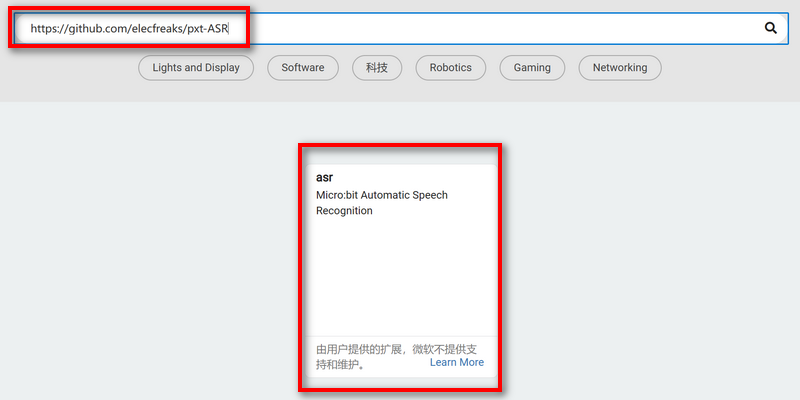 https://github.com/elecfreaks/pxt-ASR
Lights and Display Software 科技 Robotics Gaming Networking
asr
Micro:bit Automatic Speech
Recognition
由用户提供的扩展，微软不提供支
持和维护。 Learn More